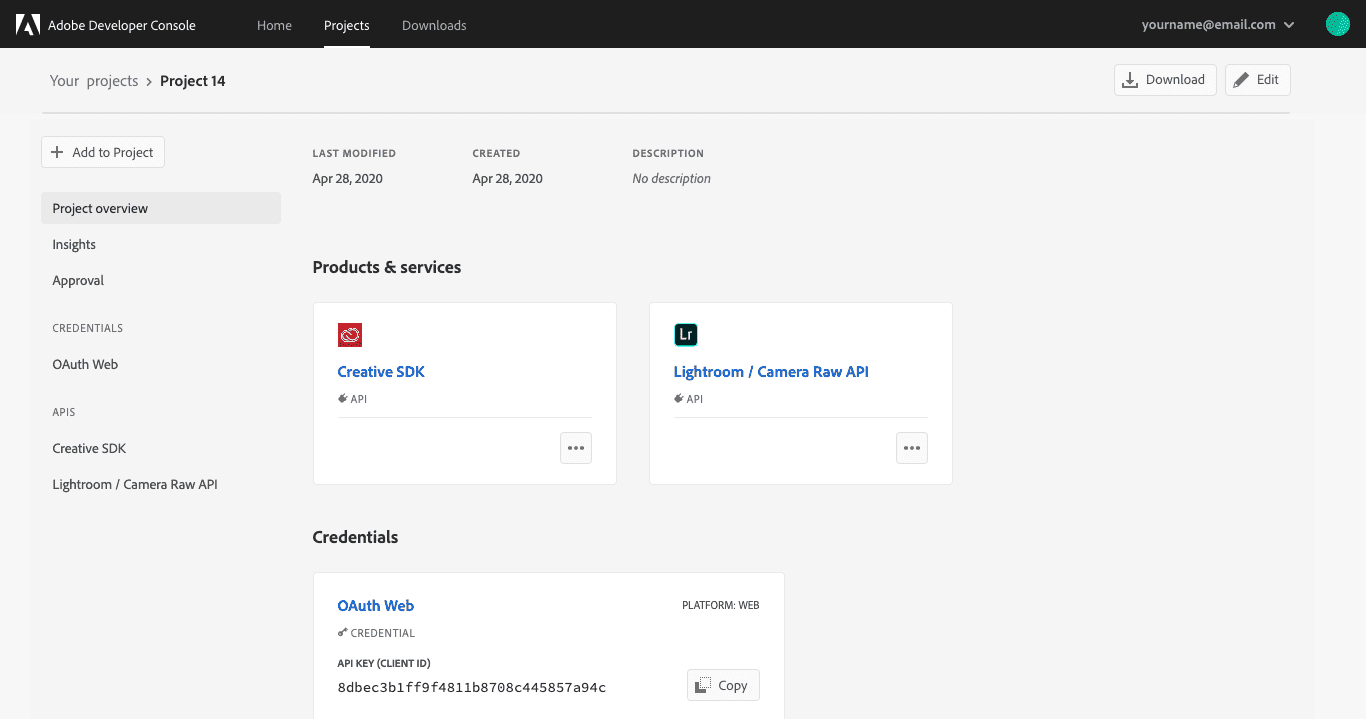 Adobe Developer Console Home Projects Downloads yourname@email.com
Your projects › Project 14 Download Edit
Add to Project
Project overview
Insights
Approval
CREDENTIALS
OAuth Web
APIS
Creative SDK
Lightroom / Camera Raw API
LAST MODIFIED CREATED DESCRIPTION
Apr 28, 2020 Apr 28, 2020 No description
Products & services
Creative SDK
API
Lr
Lightroom / Camera Raw API
API
Credentials
OAuth Web PLATFORM: WEB
CREDENTIAL
API KEY (CLIENT ID)
8dbec3b1ff9f4811b8708c445857a94c Copy